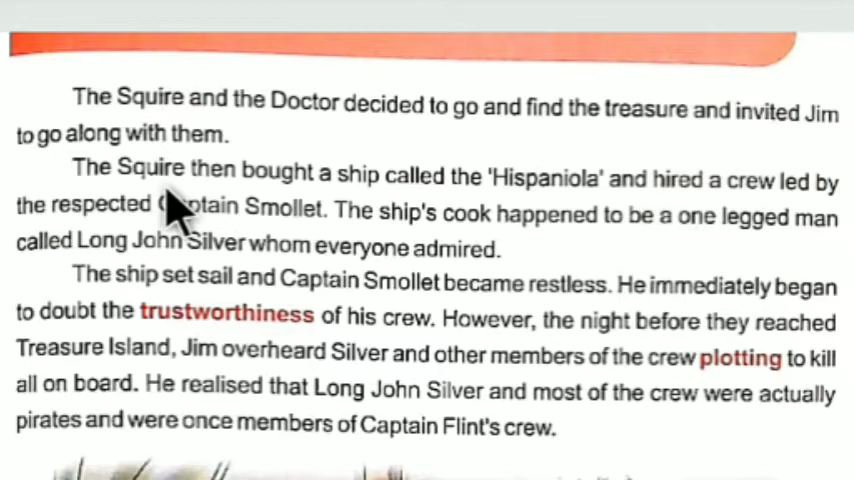 The Squire and the Doctor decided to go and find the treasure and invited Jim
to go along with them.
The Squire then bought a ship called the 'Hispaniola' and hired a crew led by
the respected Captain Smollet. The ship's cook happened to be a one legged man
called Long John Silver whom everyone admired.
The ship set sail and Captain Smollet became restless. He immediately began
to doubt the trustworthiness of his crew. However, the night before they reached
Treasure Island, Jim overheard Silver and other members of the crew plotting to kill
all on board. He realised that Long John Silver and most of the crew were actually
pirates and were once members of Captain Flint's crew.